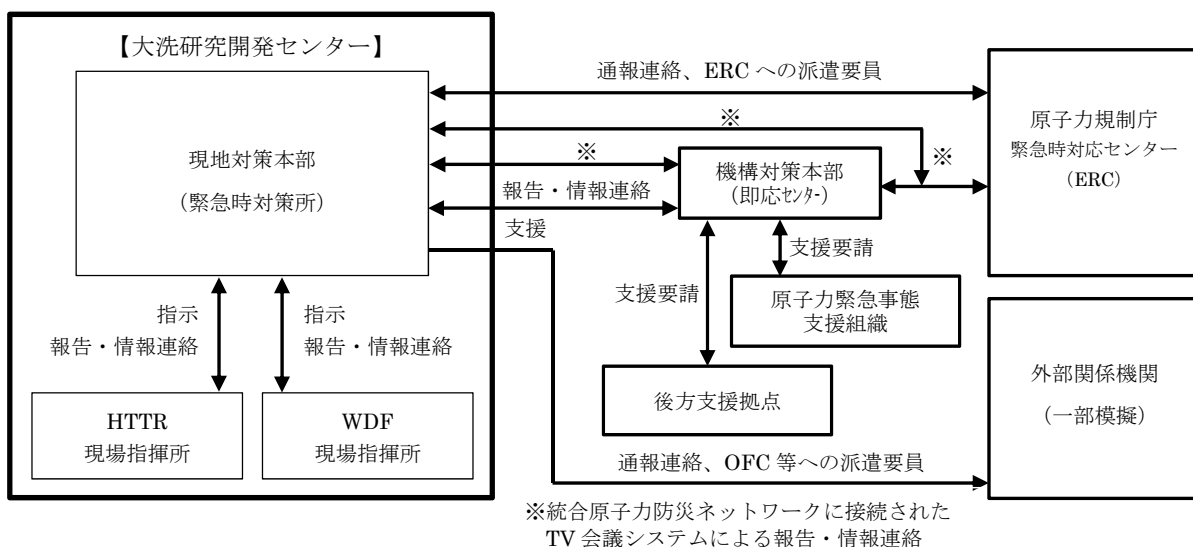 【大洗研究開発センター】
現地対策本部
（緊急時対策所）
指示
報告・情報連絡
指示
報告・情報連絡
HTTR
現場指揮所
WDF
現場指揮所
通報連絡、ERC への派遣要員
※
※
※
報告・情報連絡
支援
機構対策本部
（即応ｾﾝﾀｰ）
支援要請
支援要請
原子力緊急事態
支援組織
後方支援拠点
原子力規制庁
緊急時対応センター
（ERC）
外部関係機関
（一部模擬）
通報連絡、OFC 等への派遣要員
※統合原子力防災ネットワークに接続された
TV 会議システムによる報告・情報連絡